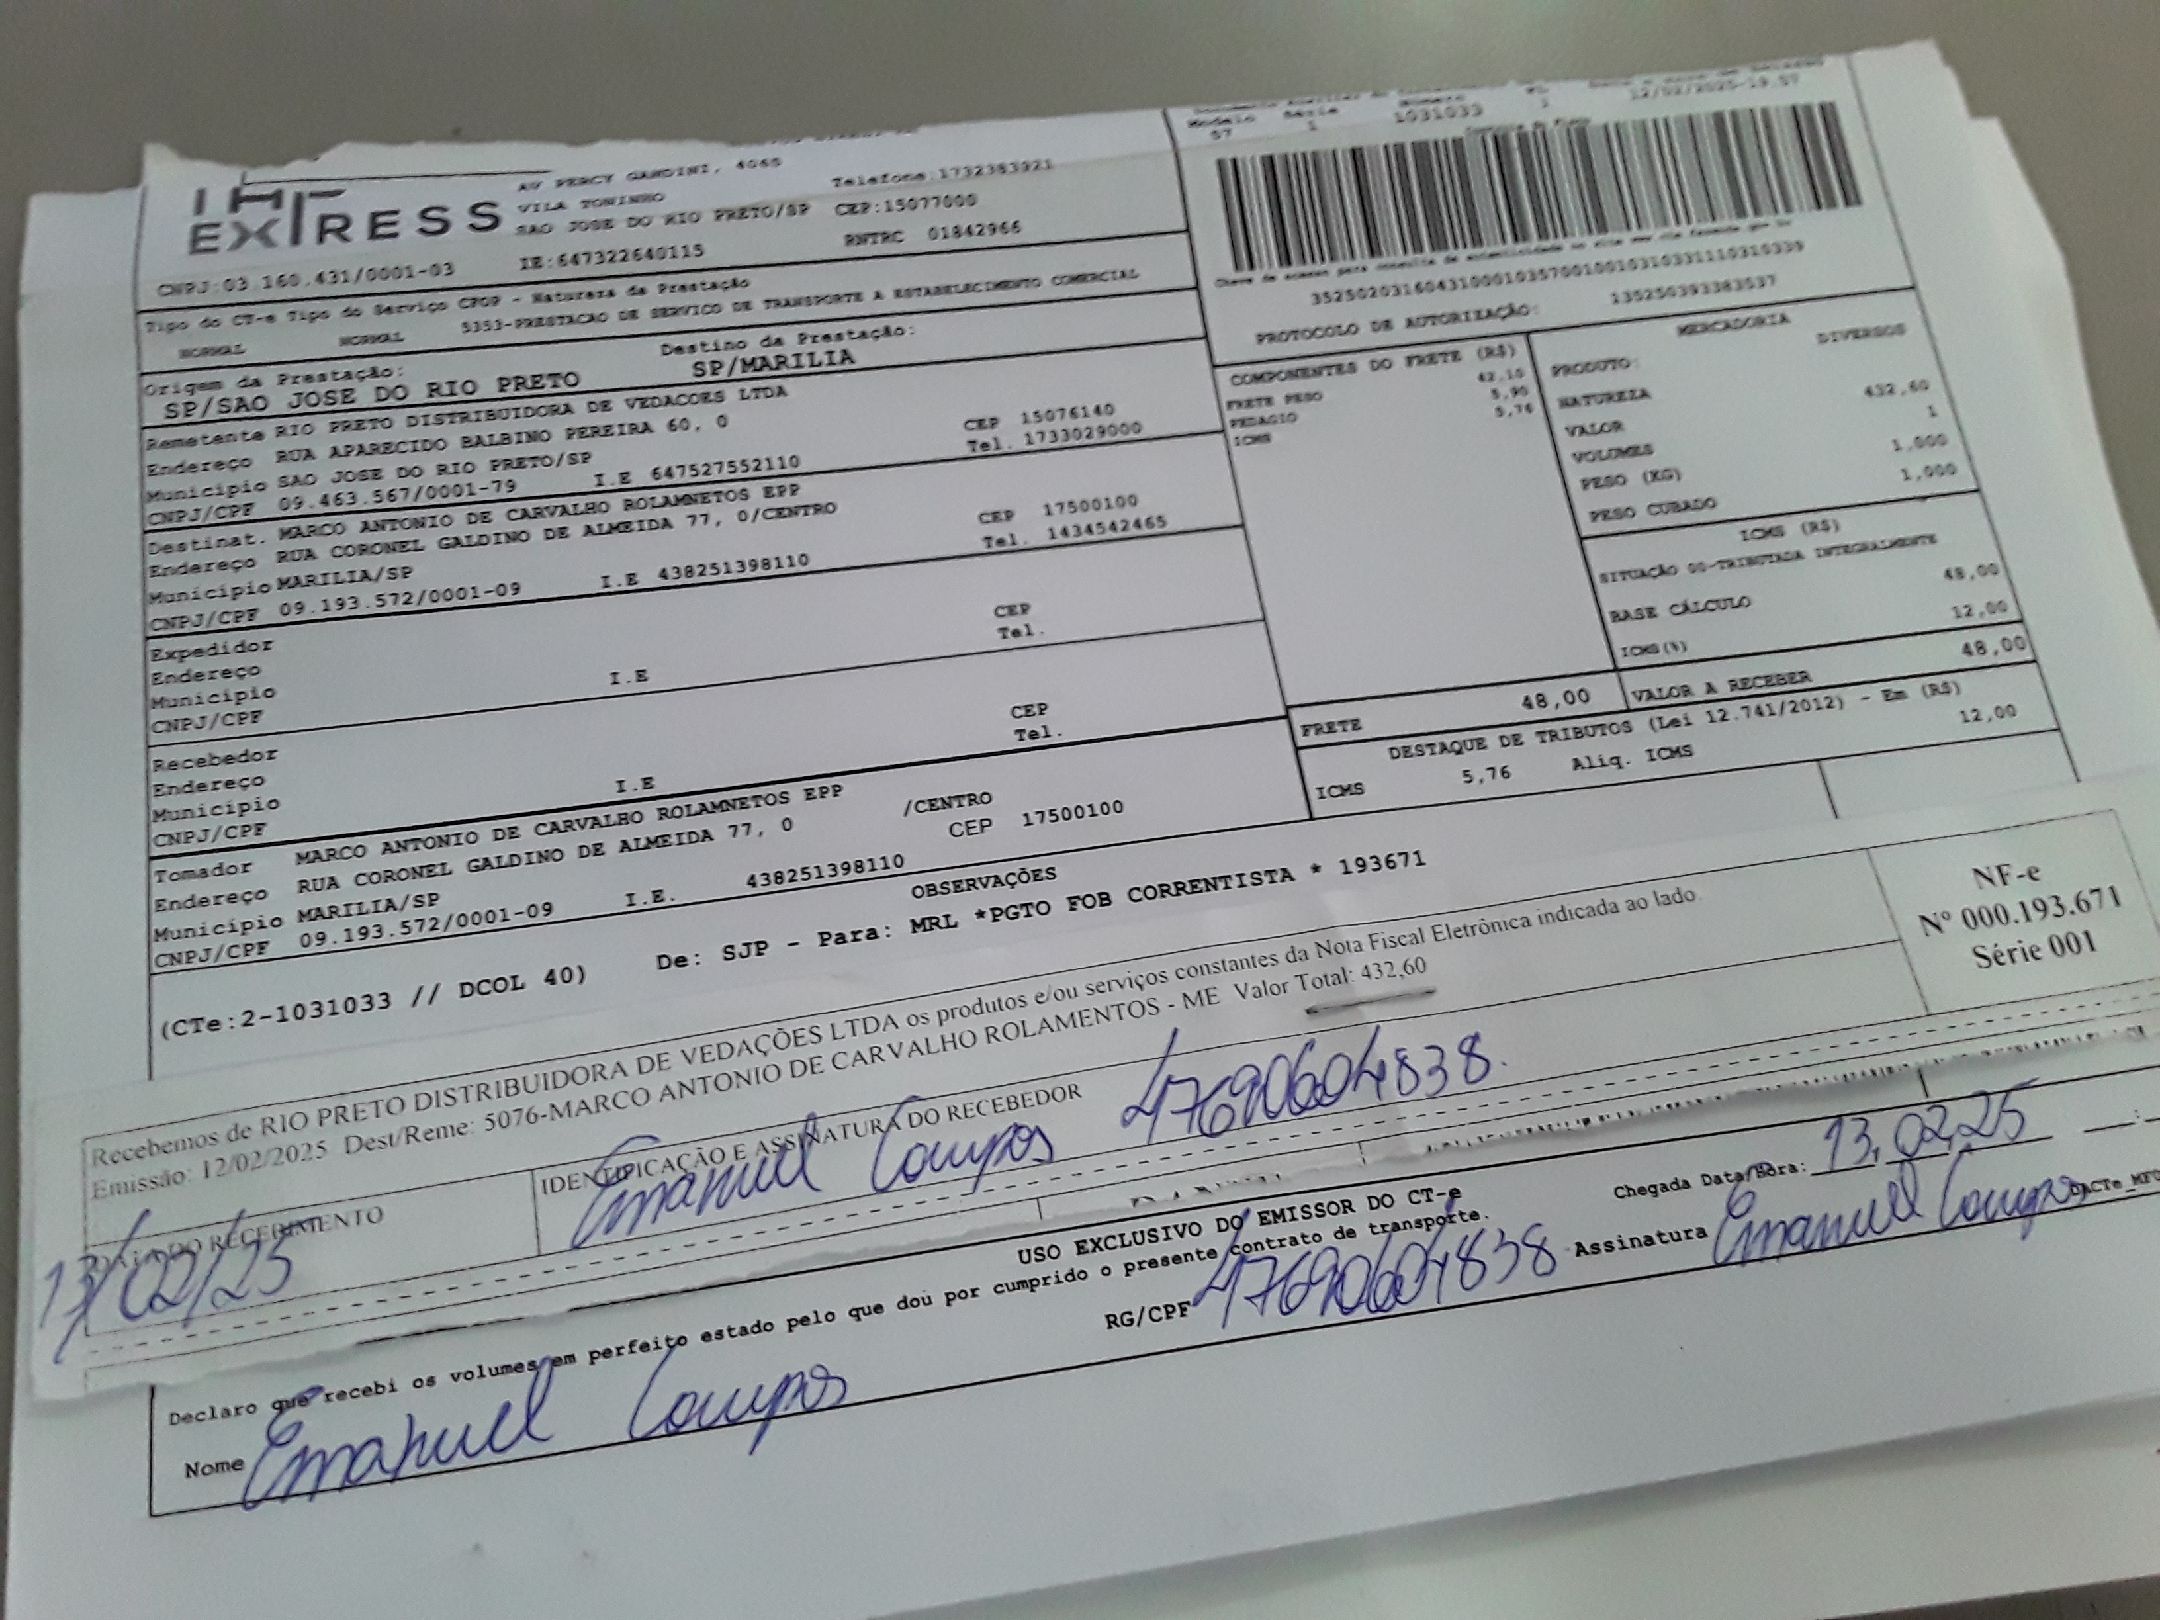 Modelo Série Número
57 1 1031033 1 12/02/2025-19:57
EXPRESS
AV PERCY GANDINI, 4060
VILA TONINHO
SAO JOSE DO RIO PRETO/SP
Telefone:1732383921
CEP:15077000
CNPJ:03.160.431/0001-03 IE:647322640115 RNTRC 01842966
Tipo do CT-e Tipo do Serviço CFOP - Natureza da Prestação
NORMAL NORMAL 5353-PRESTACAO DE SERVICO DE TRANSPORTE A ESTABELECIMENTO COMERCIAL
Origem da Prestação: Destino da Prestação:
SP/SAO JOSE DO RIO PRETO SP/MARILIA
Remetente RIO PRETO DISTRIBUIDORA DE VEDACOES LTDA
Endereço RUA APARECIDO BALBINO PEREIRA 60, 0 CEP 15076140
Município SAO JOSE DO RIO PRETO/SP Tel. 1733029000
CNPJ/CPF 09.463.567/0001-79 I.E 647527552110
Destinat. MARCO ANTONIO DE CARVALHO ROLAMNETOS EPP
Endereço RUA CORONEL GALDINO DE ALMEIDA 77, 0/CENTRO CEP 17500100
Município MARILIA/SP Tel. 1434542465
CNPJ/CPF 09.193.572/0001-09 I.E 438251398110
Expedidor
Endereço CEP
Município Tel.
CNPJ/CPF I.E
Recebedor
Endereço CEP
Município Tel.
CNPJ/CPF I.E
Tomador MARCO ANTONIO DE CARVALHO ROLAMNETOS EPP
Endereço RUA CORONEL GALDINO DE ALMEIDA 77, 0 /CENTRO
Município MARILIA/SP CEP 17500100
CNPJ/CPF 09.193.572/0001-09 I.E. 438251398110
Chave de acesso para consulta de autenticidade no site
PROTOCOLO DE AUTORIZAÇÃO: 135250393383537
COMPONENTES DO FRETE (R$)
FRETE PESO 42,10
PEDAGIO 5,90
ICMS 5,76
MERCADORIA
PRODUTO: DIVERSOS
NATUREZA
VALOR 432,60
VOLUMES 1
PESO (KG) 1,000
PESO CUBADO 1,000
ICMS (R$)
SITUAÇÃO 00-TRIBUTADA INTEGRALMENTE
BASE CÁLCULO 48,00
ICMS(%) 12,00
FRETE 48,00 VALOR A RECEBER 48,00
DESTAQUE DE TRIBUTOS (Lei 12.741/2012) - Em (R$)
ICMS 5,76 Aliq. ICMS 12,00
OBSERVAÇÕES
(CTe:2-1031033 // DCOL 40) De: SJP - Para: MRL *PGTO FOB CORRENTISTA * 193671
Recebemos de RIO PRETO DISTRIBUIDORA DE VEDAÇÕES LTDA os produtos e/ou serviços constantes da Nota Fiscal Eletrônica indicada ao lado.
Emissão: 12/02/2025 Dest/Reme: 5076-MARCO ANTONIO DE CARVALHO ROLAMENTOS - ME Valor Total: 432,60
NF-e
Nº 000.193.671
Série 001
DATA DO RECEBIMENTO IDENTIFICAÇÃO E ASSINATURA DO RECEBEDOR
13/02/25 Emanuel Campos 47690604838.
USO EXCLUSIVO DO EMISSOR DO CT-e
Declaro que recebi os volumes em perfeito estado pelo que dou por cumprido o presente contrato de transporte.
Chegada Data/Hora: 13.02.25
Nome Emanuel Campos RG/CPF 47690604838 Assinatura Emanuel Campos